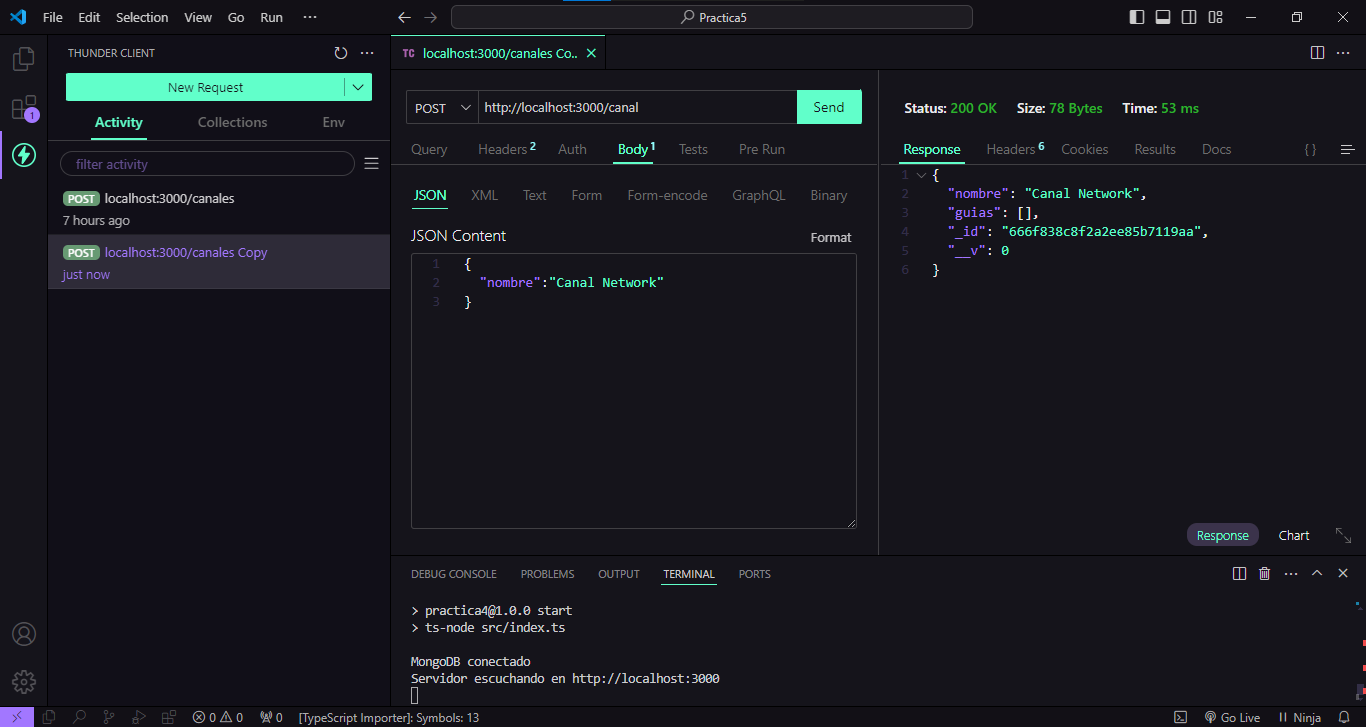 File Edit Selection View Go Run ··· Practica5
THUNDER CLIENT
New Request
Activity Collections Env
filter activity
POST localhost:3000/canales
7 hours ago
POST localhost:3000/canales Copy
just now
1
TC localhost:3000/canales Co..
POST http://localhost:3000/canal Send
Query Headers 2 Auth Body 1 Tests Pre Run
JSON XML Text Form Form-encode GraphQL Binary
JSON Content Format
1 {
2 "nombre":"Canal Network"
3 }
Status: 200 OK Size: 78 Bytes Time: 53 ms
Response Headers 6 Cookies Results Docs { }
1 {
2 "nombre": "Canal Network",
3 "guias": [],
4 "_id": "666f838c8f2a2ee85b7119aa",
5 "__v": 0
6 }
Response Chart
DEBUG CONSOLE PROBLEMS OUTPUT TERMINAL PORTS
> practica4@1.0.0 start
> ts-node src/index.ts
MongoDB conectado
Servidor escuchando en http://localhost:3000
0 0 0 [TypeScript Importer]: Symbols: 13 Go Live Ninja